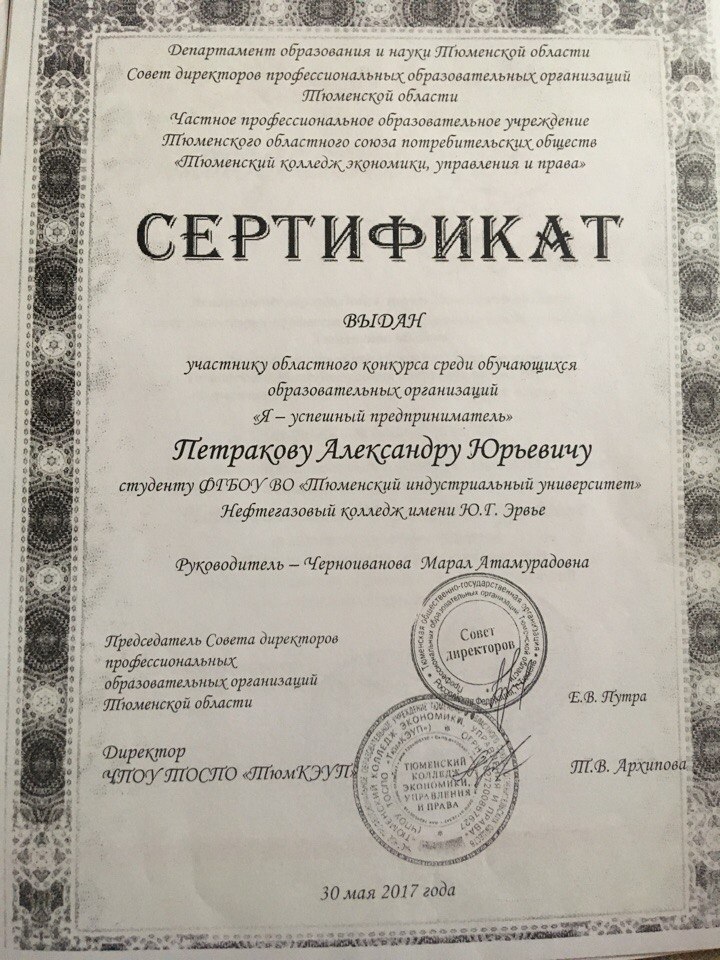 Департамент образования и науки Тюменской области
Совет директоров профессиональных образовательных организаций
Тюменской области
Частное профессиональное образовательное учреждение
Тюменского областного союза потребительских обществ
«Тюменский колледж экономики, управления и права»
СЕРТИФИКАТ
ВЫДАН
участнику областного конкурса среди обучающихся
образовательных организаций
«Я – успешный предприниматель»
Петракову Александру Юрьевичу
студенту ФГБОУ ВО «Тюменский индустриальный университет»
Нефтегазовый колледж имени Ю.Г. Эрвье
Руководитель – Черноиванова Марал Атамурадовна
Председатель Совета директоров
профессиональных
образовательных организаций
Тюменской области
Е.В. Путра
Совет
директоров
Директор
ЧПОУ ТОСПО «ТюмКЭУП»
Т.В. Архипова
ТЮМЕНСКИЙ
КОЛЛЕДЖ
ЭКОНОМИКИ,
УПРАВЛЕНИЯ
И ПРАВА
30 мая 2017 года